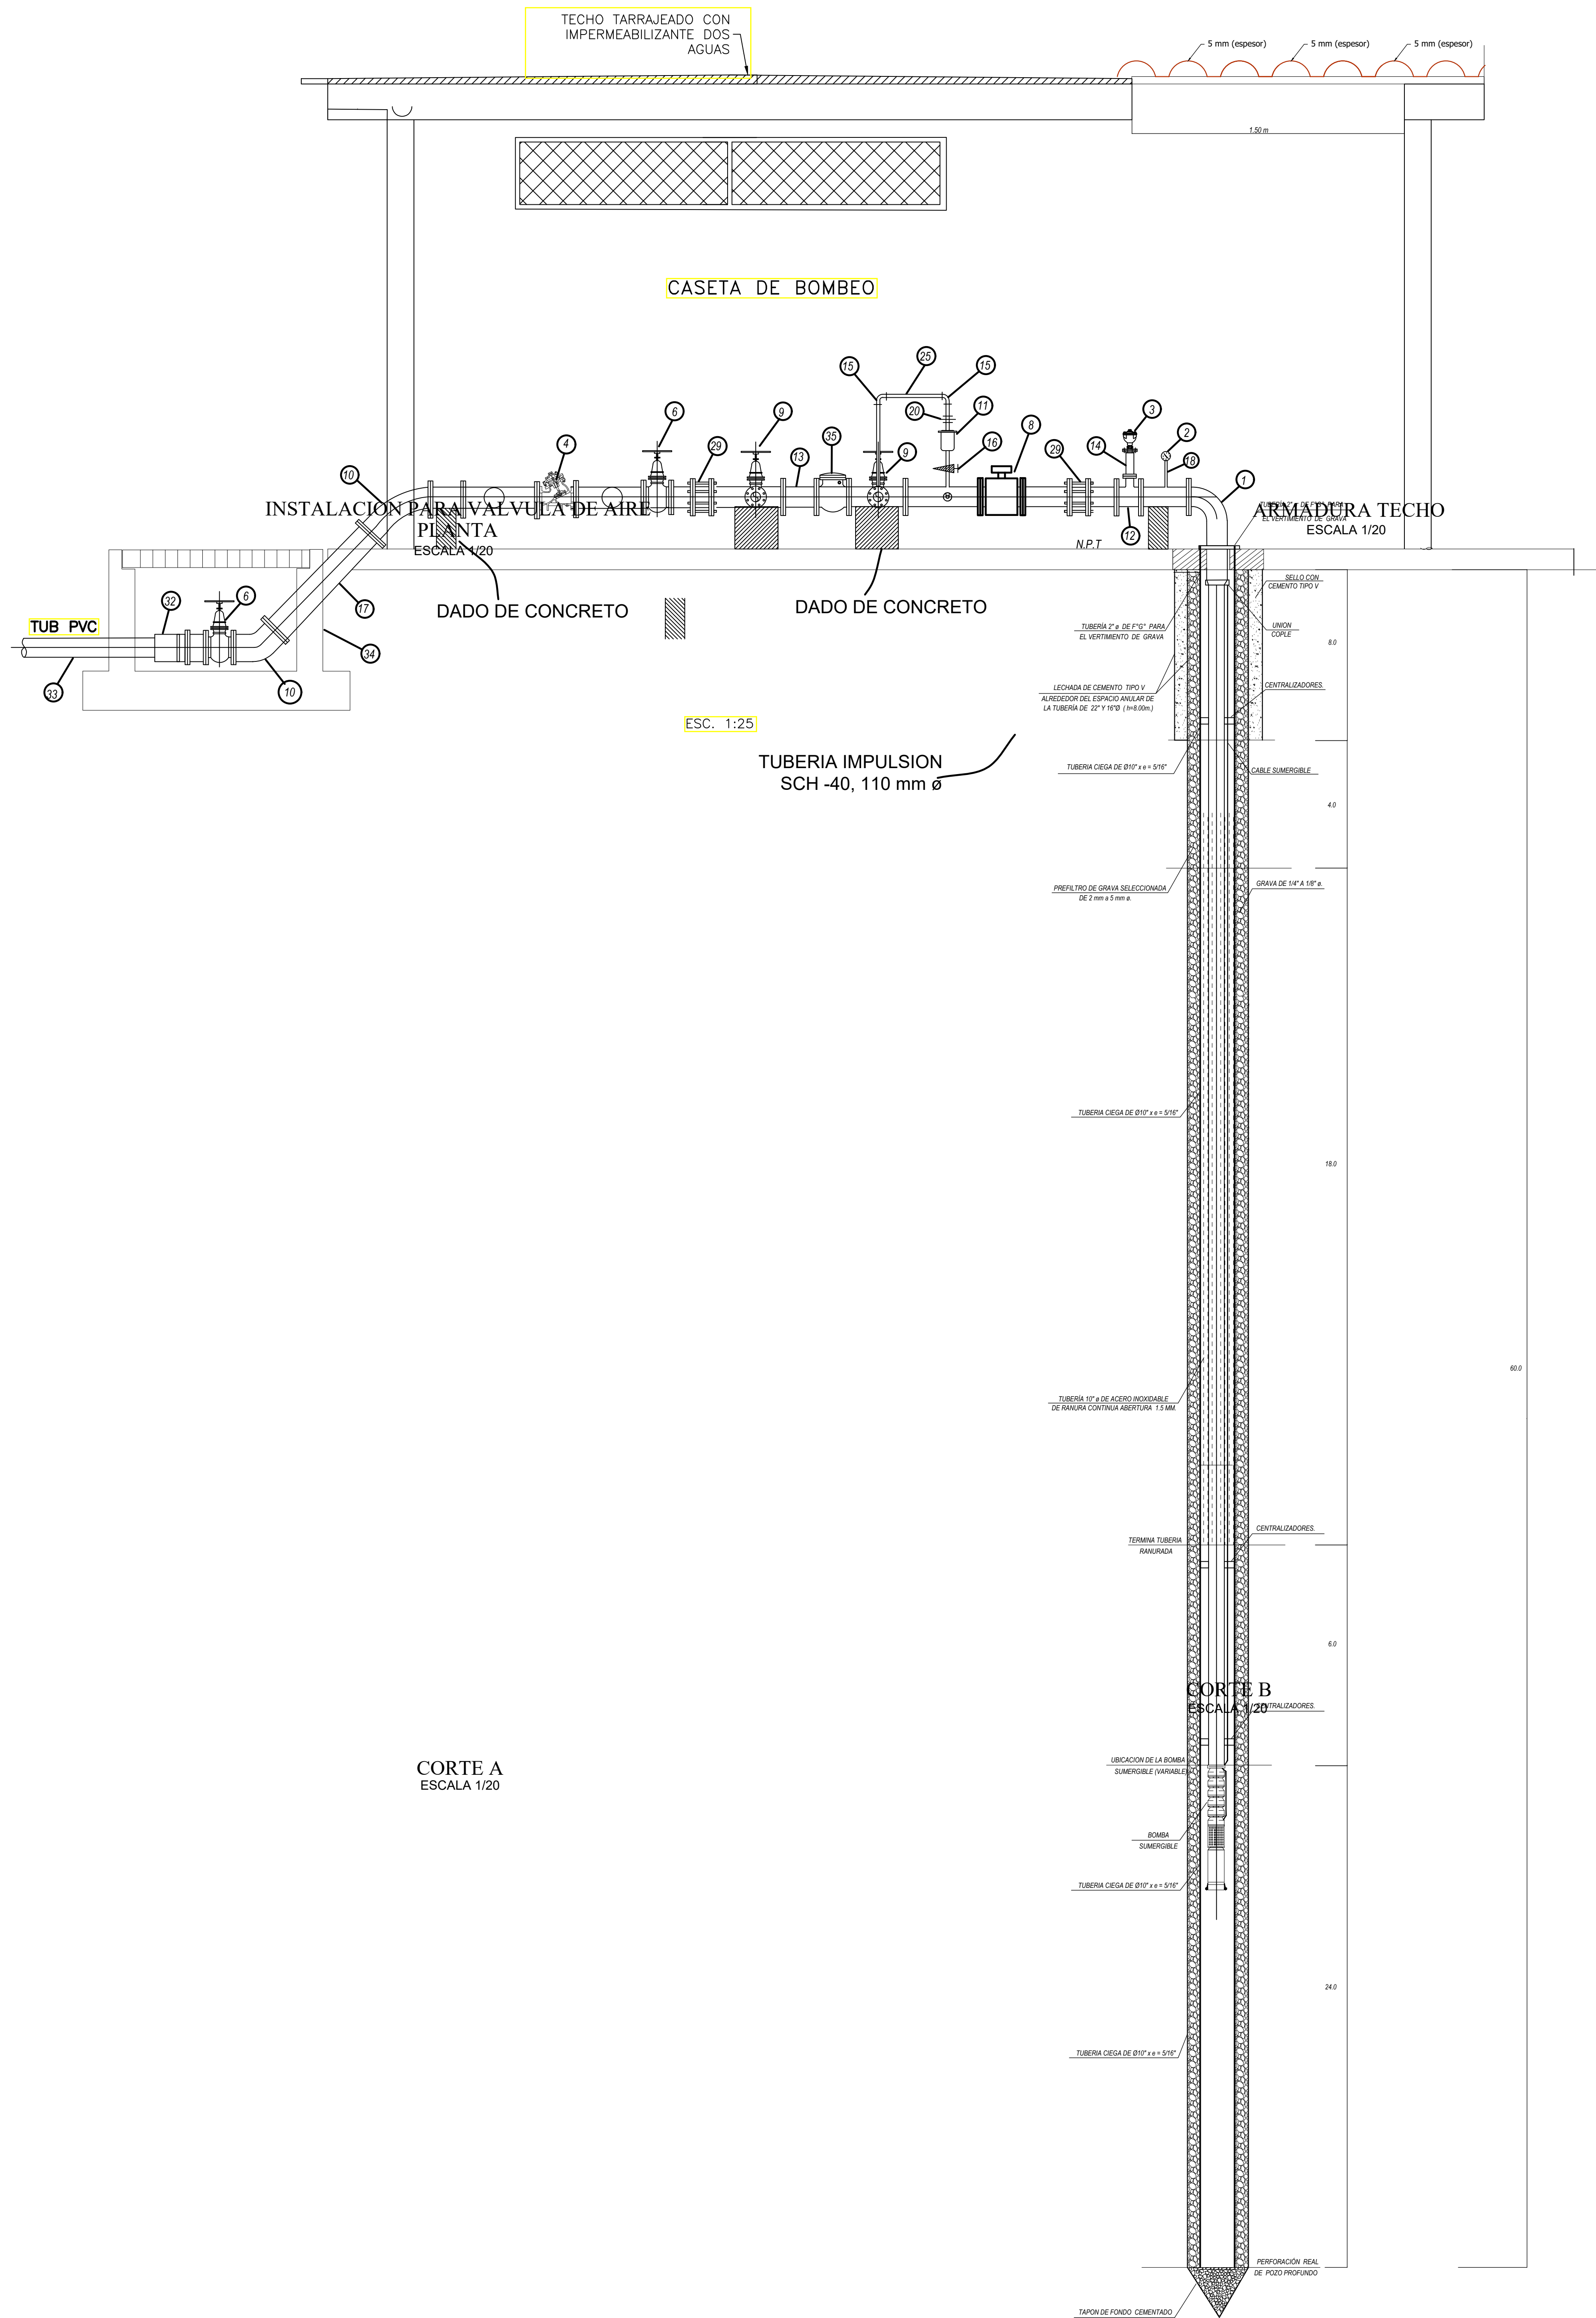 TECHO TARRAJEADO CON
IMPERMEABILIZANTE DOS
AGUAS
5 mm (espesor)
5 mm (espesor)
5 mm (espesor)
1.50 m
CASETA DE BOMBEO
15
25
15
6
9
20
11
3
4
29
35
9
16
8
29
14
2
10
13
18
1
INSTALACION PARA VALVULA DE AIRE
PLANTA
ESCALA 1/20
TUBERÍA 2" ø DE FºGº PARA
EL VERTIMIENTO DE GRAVA
ARMADURA TECHO
ESCALA 1/20
12
N.P.T
32
6
17
DADO DE CONCRETO
DADO DE CONCRETO
TUB PVC
33
10
34
SELLO CON
CEMENTO TIPO V
TUBERÍA 2" ø DE F°G° PARA
EL VERTIMIENTO DE GRAVA
UNION
COPLE
8.0
LECHADA DE CEMENTO TIPO V
ALREDEDOR DEL ESPACIO ANULAR DE
LA TUBERÍA DE 22" Y 16"Ø ( h=8.00m.)
CENTRALIZADORES.
ESC. 1:25
TUBERIA IMPULSION
SCH -40, 110 mm ø
TUBERIA CIEGA DE Ø10" x e = 5/16"
CABLE SUMERGIBLE
4.0
PREFILTRO DE GRAVA SELECCIONADA
DE 2 mm a 5 mm ø.
GRAVA DE 1/4" A 1/8" ø.
TUBERIA CIEGA DE Ø10" x e = 5/16"
18.0
60.0
TUBERÍA 10" ø DE ACERO INOXIDABLE
DE RANURA CONTINUA ABERTURA 1.5 MM.
CENTRALIZADORES.
TERMINA TUBERIA
RANURADA
6.0
CORTE B
ESCALA 1/20
CENTRALIZADORES.
CORTE A
ESCALA 1/20
UBICACION DE LA BOMBA
SUMERGIBLE (VARIABLE)
BOMBA
SUMERGIBLE
TUBERIA CIEGA DE Ø10" x e = 5/16"
24.0
TUBERIA CIEGA DE Ø10" x e = 5/16"
PERFORACIÓN REAL
DE POZO PROFUNDO
TAPON DE FONDO CEMENTADO